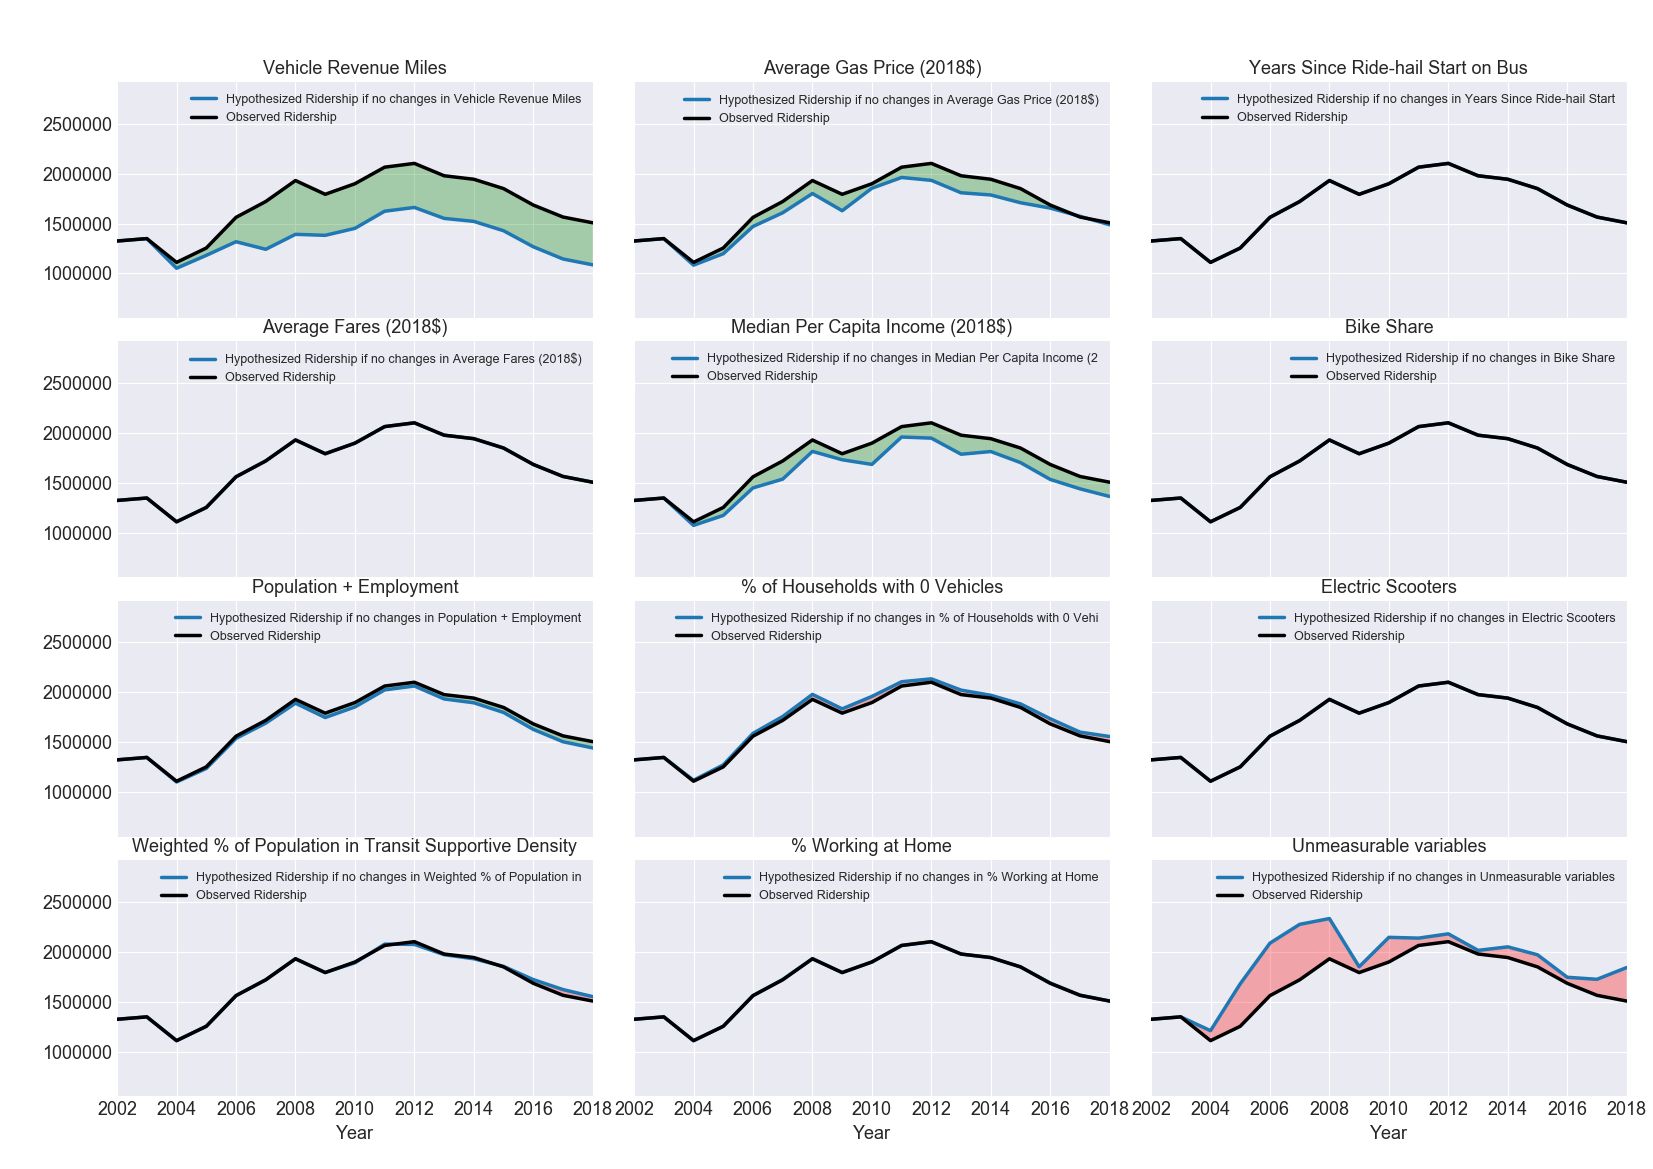 Vehicle Revenue Miles
Hypothesized Ridership if no changes in Vehicle Revenue Miles
Observed Ridership
2500000
2000000
1500000
1000000
Average Gas Price (2018$)
Hypothesized Ridership if no changes in Average Gas Price (2018$)
Observed Ridership
Years Since Ride-hail Start on Bus
Hypothesized Ridership if no changes in Years Since Ride-hail Start
Observed Ridership
Average Fares (2018$)
Hypothesized Ridership if no changes in Average Fares (2018$)
Observed Ridership
2500000
2000000
1500000
1000000
Median Per Capita Income (2018$)
Hypothesized Ridership if no changes in Median Per Capita Income (2
Observed Ridership
Bike Share
Hypothesized Ridership if no changes in Bike Share
Observed Ridership
Population + Employment
Hypothesized Ridership if no changes in Population + Employment
Observed Ridership
2500000
2000000
1500000
1000000
% of Households with 0 Vehicles
Hypothesized Ridership if no changes in % of Households with 0 Vehi
Observed Ridership
Electric Scooters
Hypothesized Ridership if no changes in Electric Scooters
Observed Ridership
Weighted % of Population in Transit Supportive Density
Hypothesized Ridership if no changes in Weighted % of Population in
Observed Ridership
2500000
2000000
1500000
1000000
2002 2004 2006 2008 2010 2012 2014 2016 2018
Year
% Working at Home
Hypothesized Ridership if no changes in % Working at Home
Observed Ridership
2002 2004 2006 2008 2010 2012 2014 2016 2018
Year
Unmeasurable variables
Hypothesized Ridership if no changes in Unmeasurable variables
Observed Ridership
2002 2004 2006 2008 2010 2012 2014 2016 2018
Year